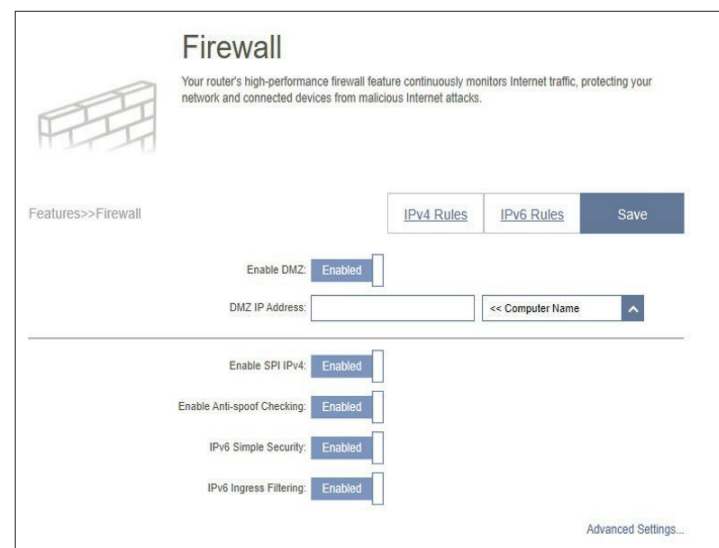 Firewall
Your router's high-performance firewall feature continuously monitors Internet traffic, protecting your
network and connected devices from malicious Internet attacks.
Features>>Firewall
IPv4 Rules
IPv6 Rules
Save
Enable DMZ: Enabled
DMZ IP Address: << Computer Name
Enable SPI IPv4: Enabled
Enable Anti-spoof Checking: Enabled
IPv6 Simple Security: Enabled
IPv6 Ingress Filtering: Enabled
Advanced Settings...